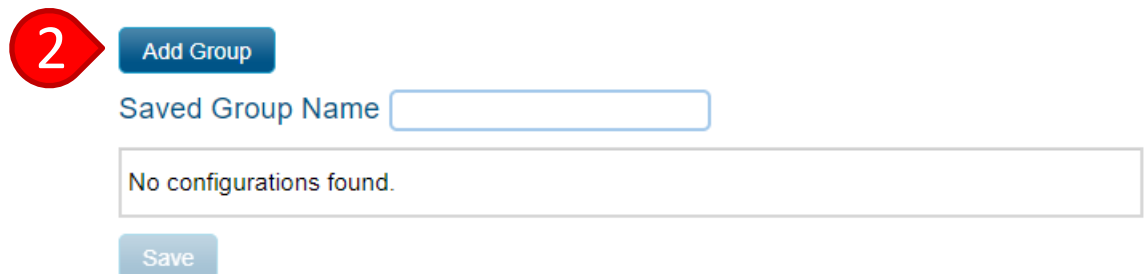 2
Add Group
Saved Group Name
No configurations found.
Save